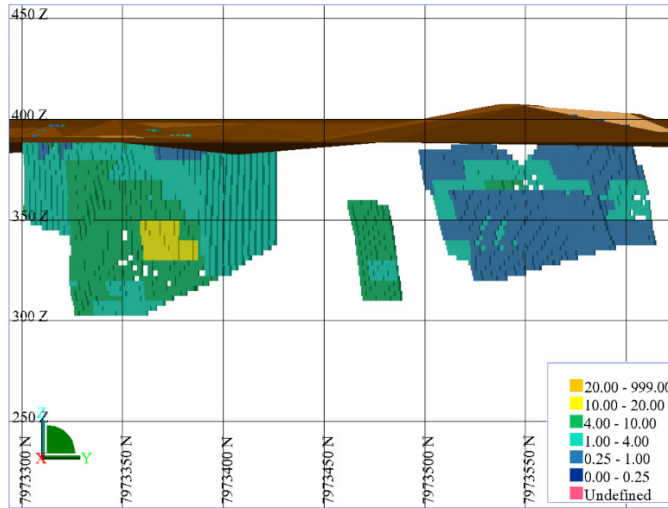 450 Z
400 Z
350 Z
300 Z
250 Z
Z
X
Y
7973300 N
7973350 N
7973400 N
7973450 N
7973500 N
7973550 N
20.00 - 999.00
10.00 - 20.00
4.00 - 10.00
1.00 - 4.00
0.25 - 1.00
0.00 - 0.25
Undefined